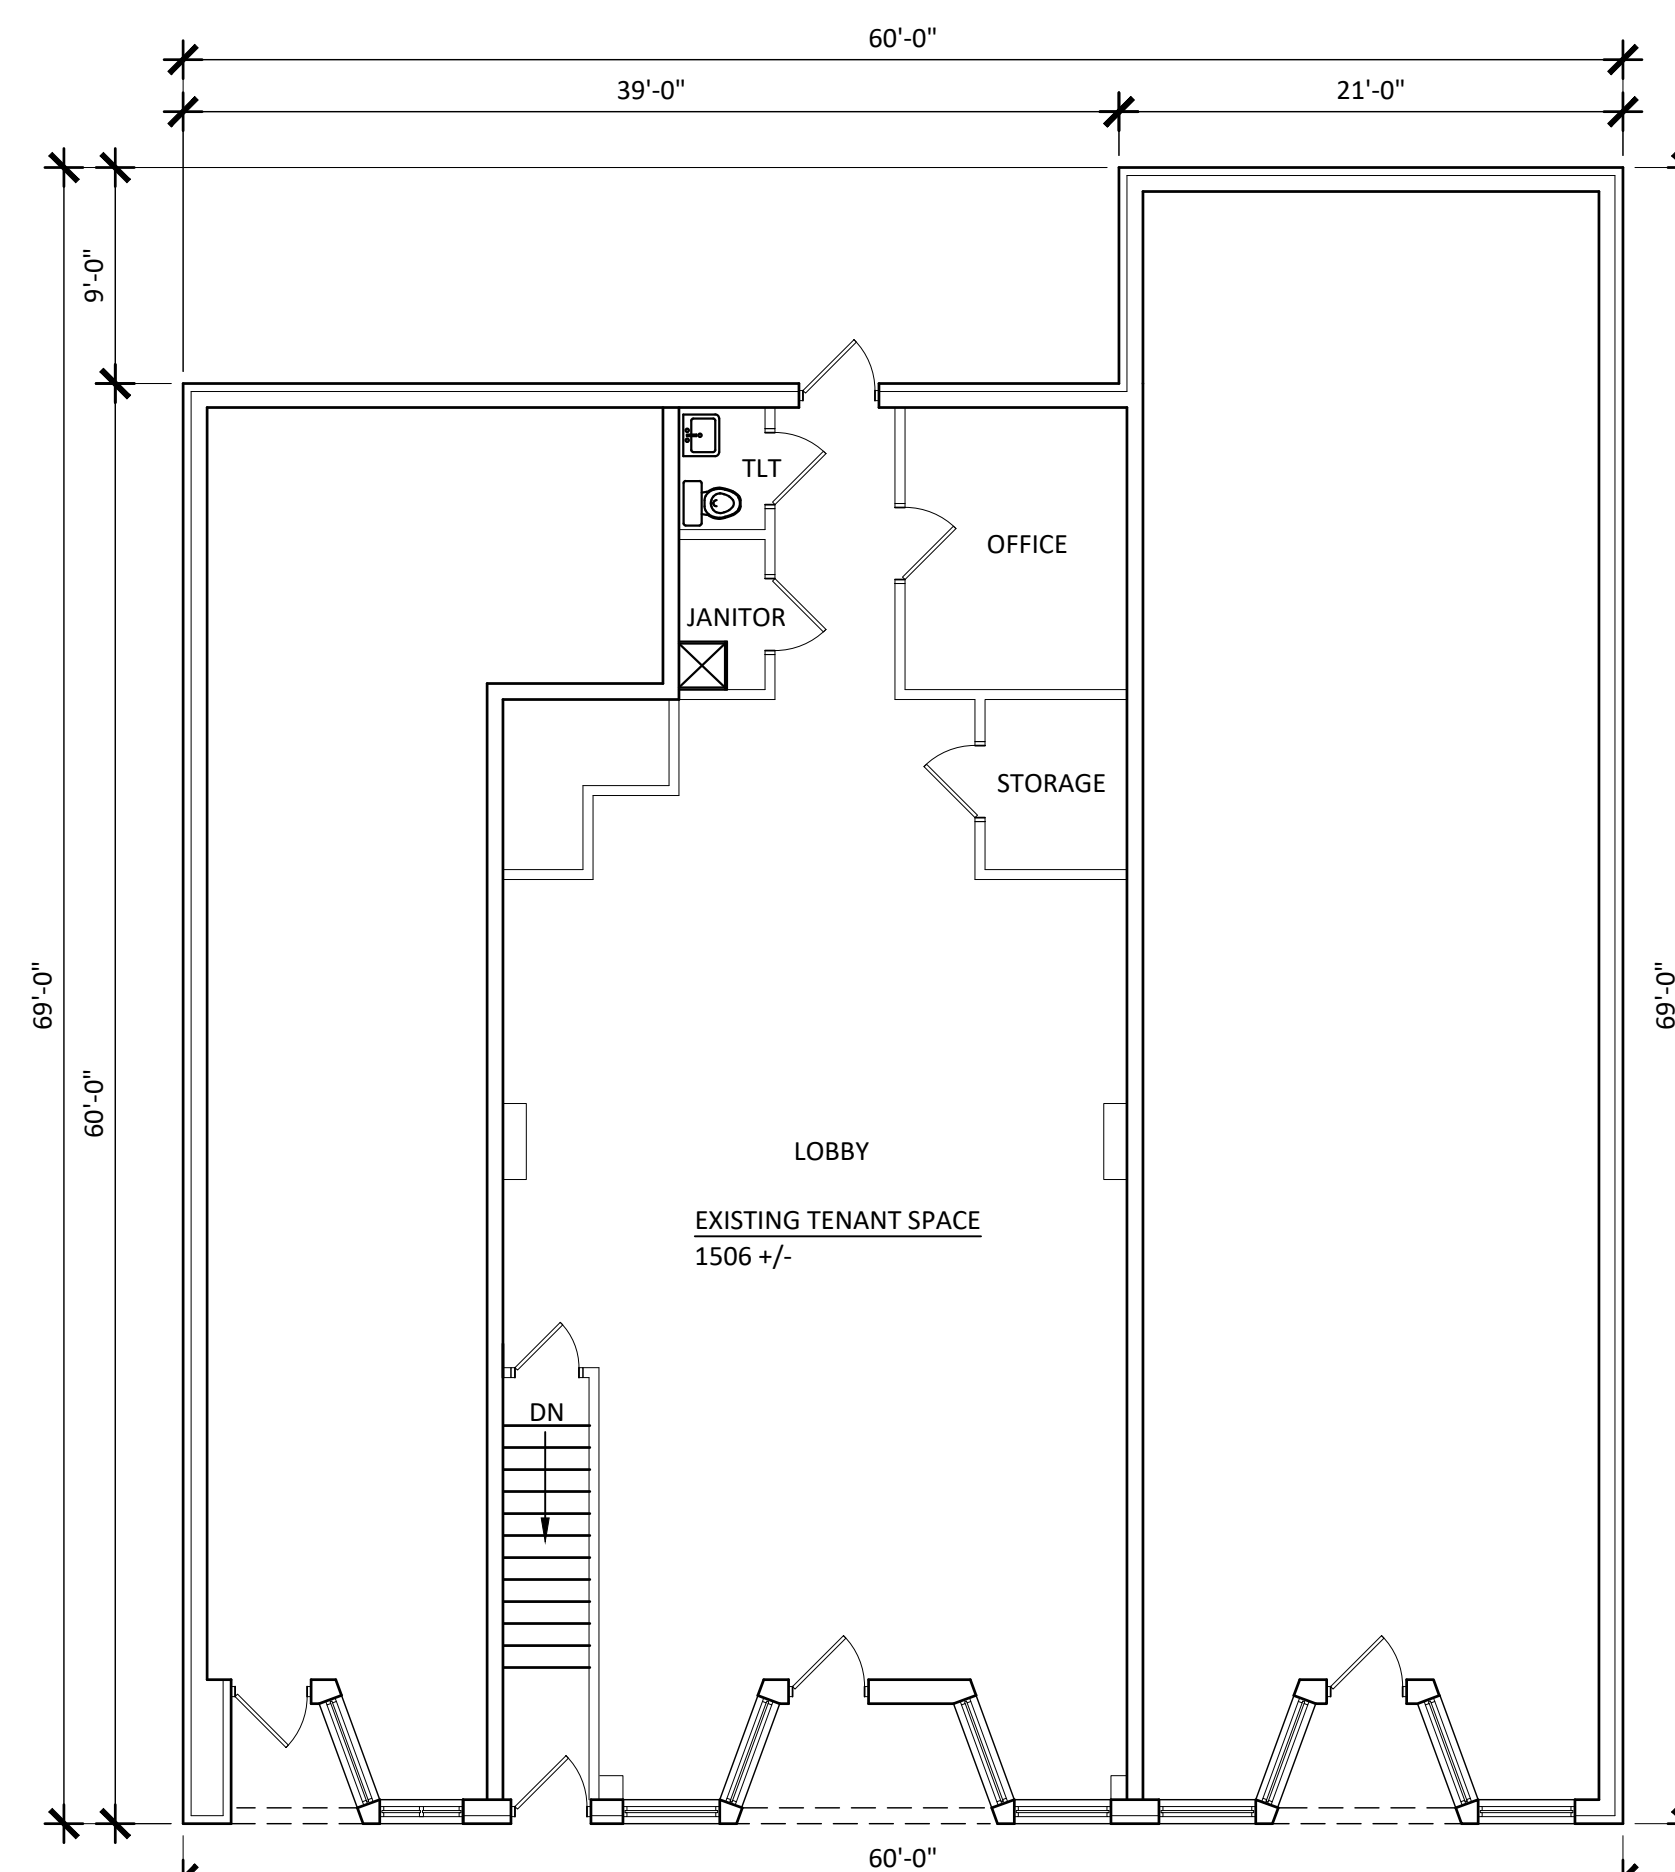 60'-0"
39'-0"
21'-0"
9'-0"
TLT
OFFICE
JANITOR
STORAGE
69'-0"
69'-0"
60'-0"
LOBBY
EXISTING TENANT SPACE
1506 +/-
DN
60'-0"